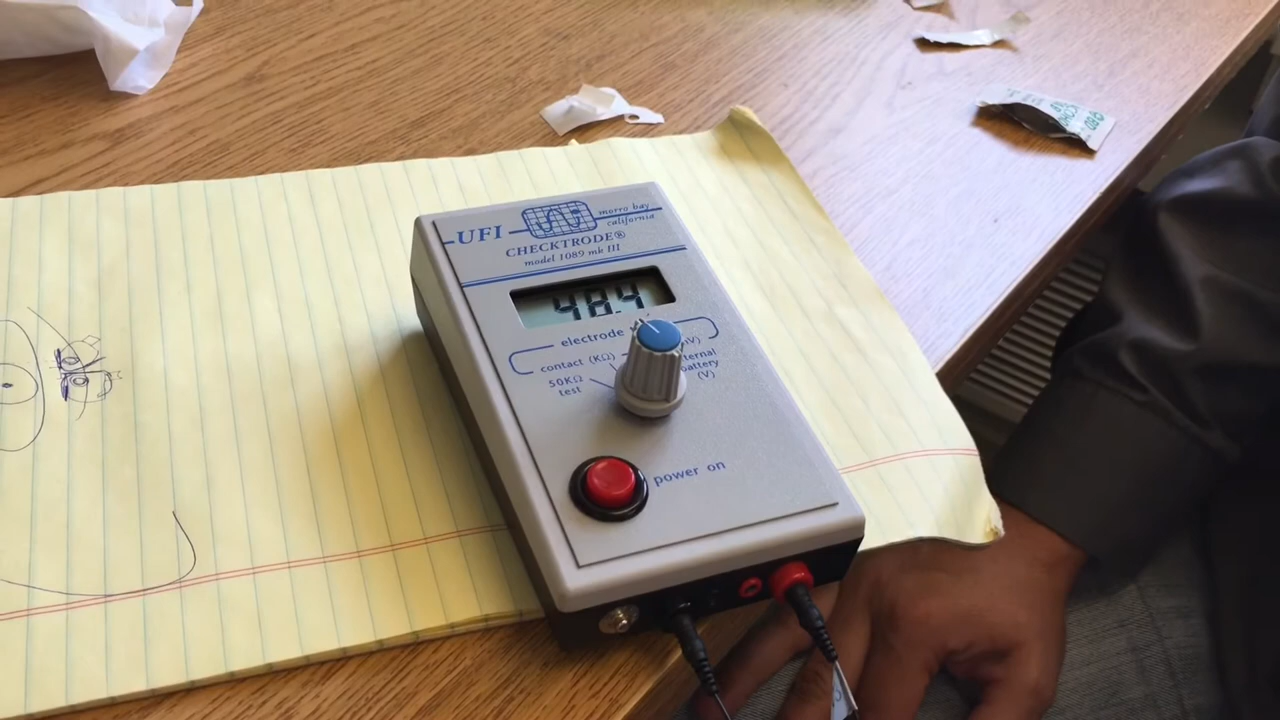 UFI
morro bay
california
CHECKTRODE®
model 1089 mk III
48.4
electrode
contact (KΩ)
50KΩ
test
battery
(V)
power on